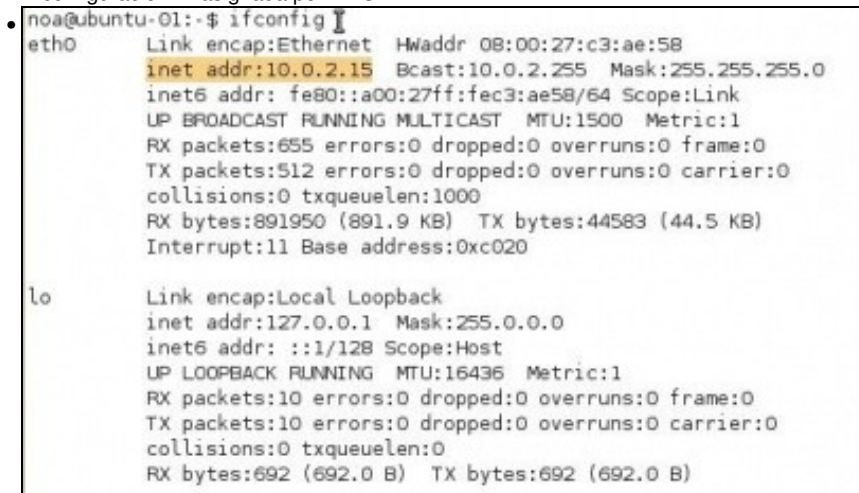 noa@ubuntu-01:-$ ifconfig
eth0 Link encap:Ethernet HWaddr 08:00:27:c3:ae:58
inet addr:10.0.2.15 Bcast:10.0.2.255 Mask:255.255.255.0
inet6 addr: fe80::a00:27ff:fec3:ae58/64 Scope:Link
UP BROADCAST RUNNING MULTICAST MTU:1500 Metric:1
RX packets:655 errors:0 dropped:0 overruns:0 frame:0
TX packets:512 errors:0 dropped:0 overruns:0 carrier:0
collisions:0 txqueuelen:1000
RX bytes:891950 (891.9 KB) TX bytes:44583 (44.5 KB)
Interrupt:11 Base address:0xc020
lo Link encap:Local Loopback
inet addr:127.0.0.1 Mask:255.0.0.0
inet6 addr: ::1/128 Scope:Host
UP LOOPBACK RUNNING MTU:16436 Metric:1
RX packets:10 errors:0 dropped:0 overruns:0 frame:0
TX packets:10 errors:0 dropped:0 overruns:0 carrier:0
collisions:0 txqueuelen:0
RX bytes:692 (692.0 B) TX bytes:692 (692.0 B)